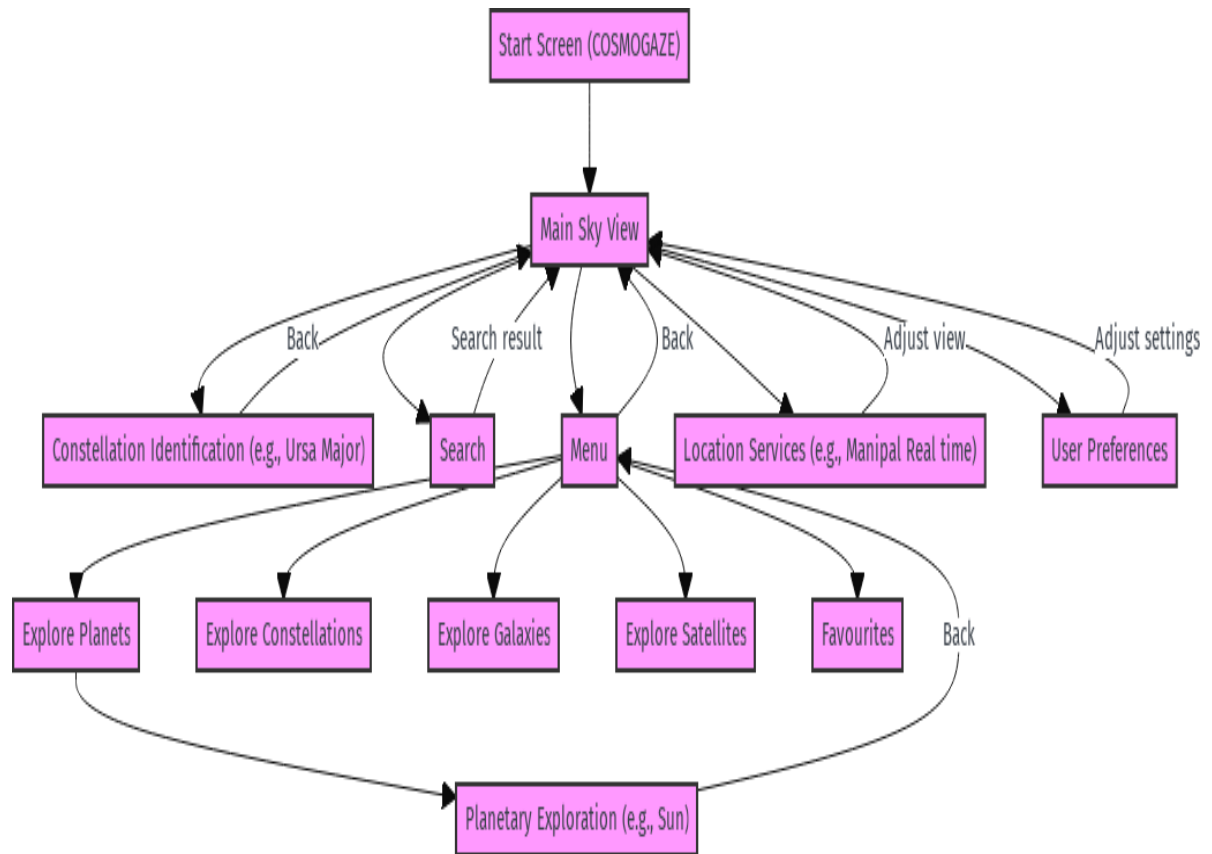 Start Screen (COSMOGAZE)
Main Sky View
Back
Search result
Back
Adjust view
Adjust settings
Constellation Identification (e.g., Ursa Major)
Search
Menu
Location Services (e.g., Manipal Real time)
User Preferences
Explore Planets
Explore Constellations
Explore Galaxies
Explore Satellites
Favourites
Back
Planetary Exploration (e.g., Sun)